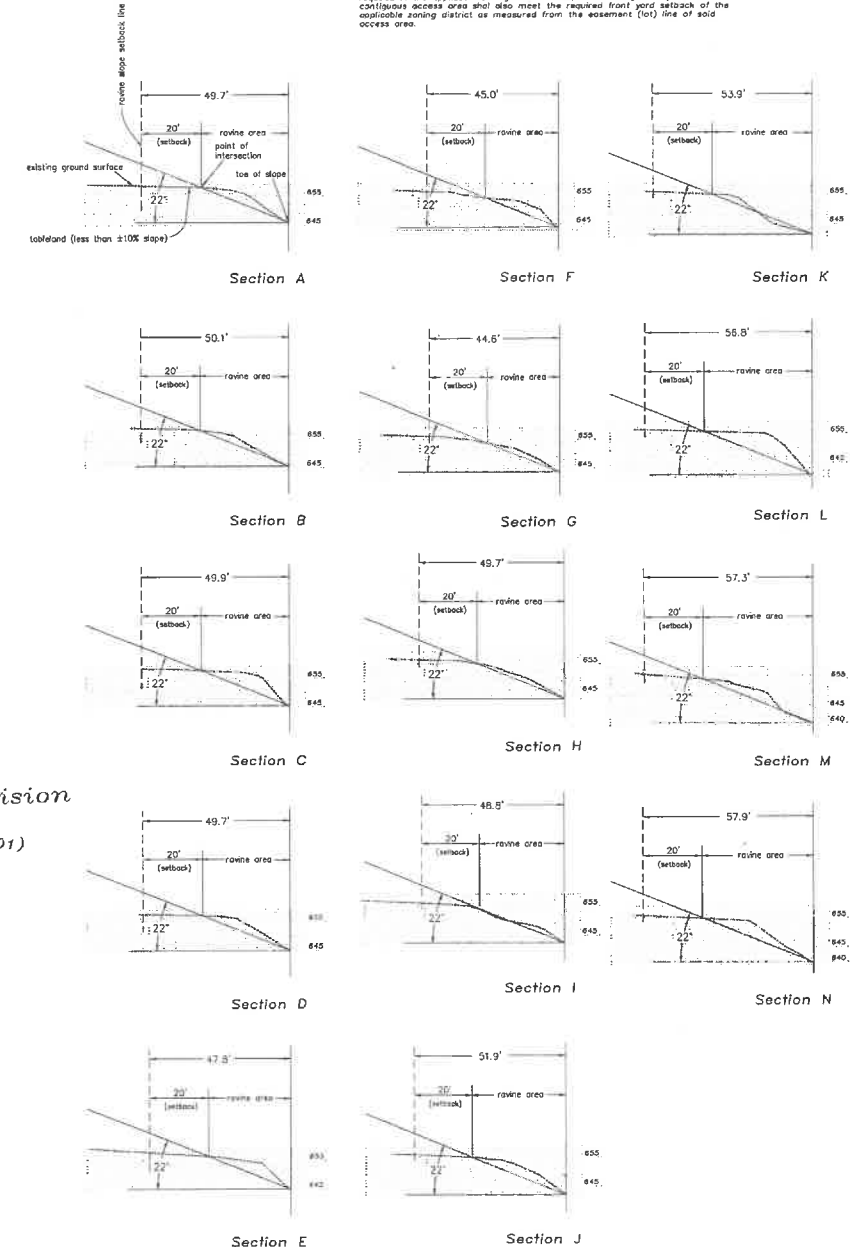 contiguous access area shal also meet the required front yard setback of the
applicable zoning district as measured from the easement (lot) line of said
access area.
ravine slope setback line
49.7'
20'
(setback)
ravine area
point of
intersection
toe of slope
existing ground surface
22°
655
645
tableland (less than ±10% slope)
Section A
45.0'
20'
(setback)
ravine area
22°
655
645
Section F
53.9'
20'
(setback)
ravine area
22°
655
645
Section K
50.1'
20'
(setback)
ravine area
22°
655
645
Section B
44.6'
20'
(setback)
ravine area
22°
655
645
Section G
56.8'
20'
(setback)
ravine area
22°
655
Section L
49.9'
20'
(setback)
ravine area
22°
655
645
Section C
49.7'
20'
(setback)
ravine area
22°
655
645
Section H
57.3'
20'
(setback)
ravine area
22°
655
645
640
Section M
ision
01)
49.7'
20'
(setback)
ravine area
22°
645
Section D
48.8'
20'
(setback)
ravine area
22°
655
645
Section I
57.9'
20'
(setback)
ravine area
22°
655
645
640
Section N
47.8'
20'
(setback)
ravine area
22°
Section E
51.9'
20'
(setback)
ravine area
22°
655
645
Section J